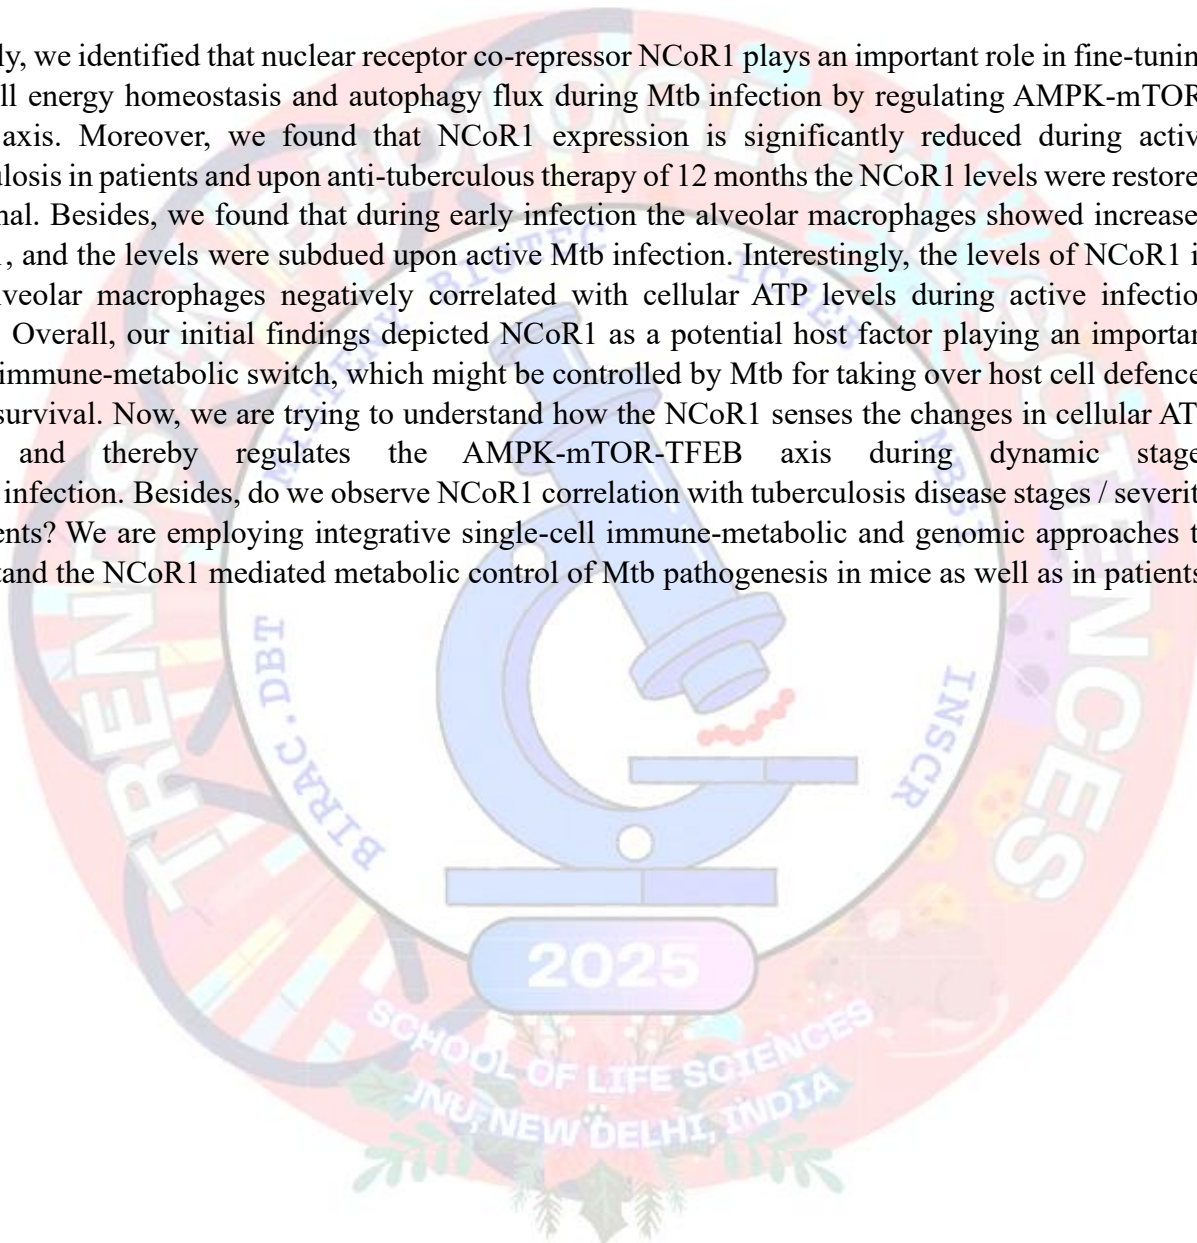 ly, we identified that nuclear receptor co-repressor NCoR1 plays an important role in fine-tunin
ll energy homeostasis and autophagy flux during Mtb infection by regulating AMPK-mTOR
axis. Moreover, we found that NCoR1 expression is significantly reduced during activ
ulosis in patients and upon anti-tuberculous therapy of 12 months the NCoR1 levels were restore
nal. Besides, we found that during early infection the alveolar macrophages showed increase
, and the levels were subdued upon active Mtb infection. Interestingly, the levels of NCoR1 i
lveolar macrophages negatively correlated with cellular ATP levels during active infectio
Overall, our initial findings depicted NCoR1 as a potential host factor playing an importan
immune-metabolic switch, which might be controlled by Mtb for taking over host cell defence
survival. Now, we are trying to understand how the NCoR1 senses the changes in cellular AT
and thereby regulates the AMPK-mTOR-TFEB axis during dynamic stage
infection. Besides, do we observe NCoR1 correlation with tuberculosis disease stages / severit
ents? We are employing integrative single-cell immune-metabolic and genomic approaches t
tand the NCoR1 mediated metabolic control of Mtb pathogenesis in mice as well as in patients
TRENDS IN
SCIENCES
BIRAC.DBT
MILTENYI BIOTEC
ICGEB
INSCR
2025
SCHOOL OF LIFE SCIENCES
JNU, NEW DELHI, INDIA